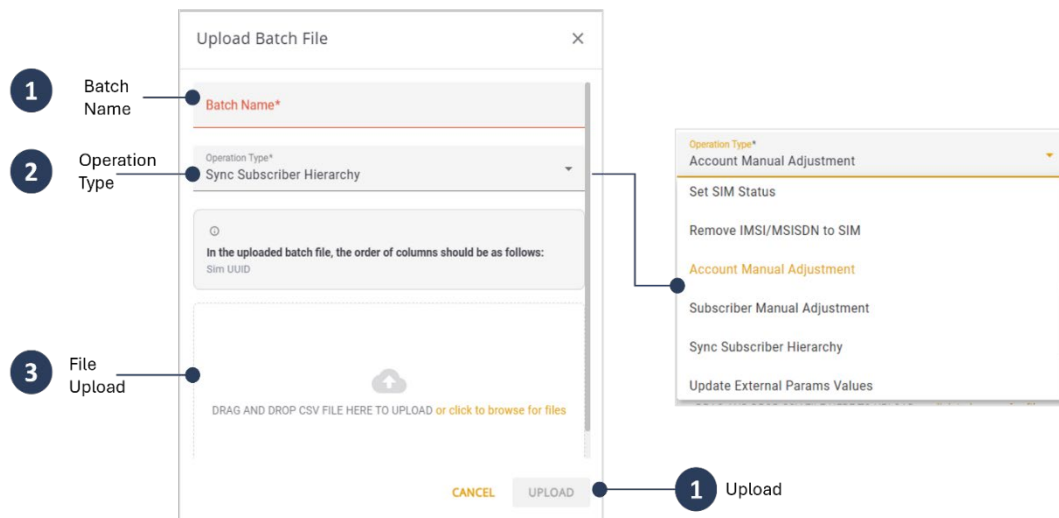 Upload Batch File
1
Batch
Name
Batch Name*
2
Operation
Type
Operation Type*
Sync Subscriber Hierarchy
In the uploaded batch file, the order of columns should be as follows:
Sim UUID
3
File
Upload
DRAG AND DROP CSV FILE HERE TO UPLOAD or click to browse for files
CANCEL
UPLOAD
1
Upload
Operation Type*
Account Manual Adjustment
Set SIM Status
Remove IMSI/MSISDN to SIM
Account Manual Adjustment
Subscriber Manual Adjustment
Sync Subscriber Hierarchy
Update External Params Values